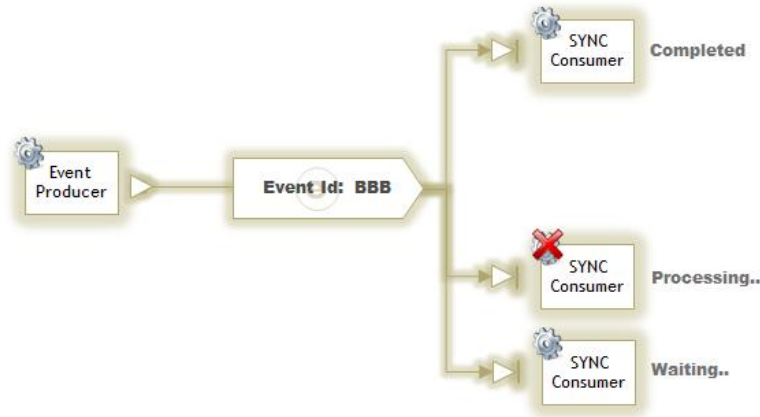 SYNC
Consumer
Completed
Event
Producer
Event Id: BBB
SYNC
Consumer
Processing..
SYNC
Consumer
Waiting..